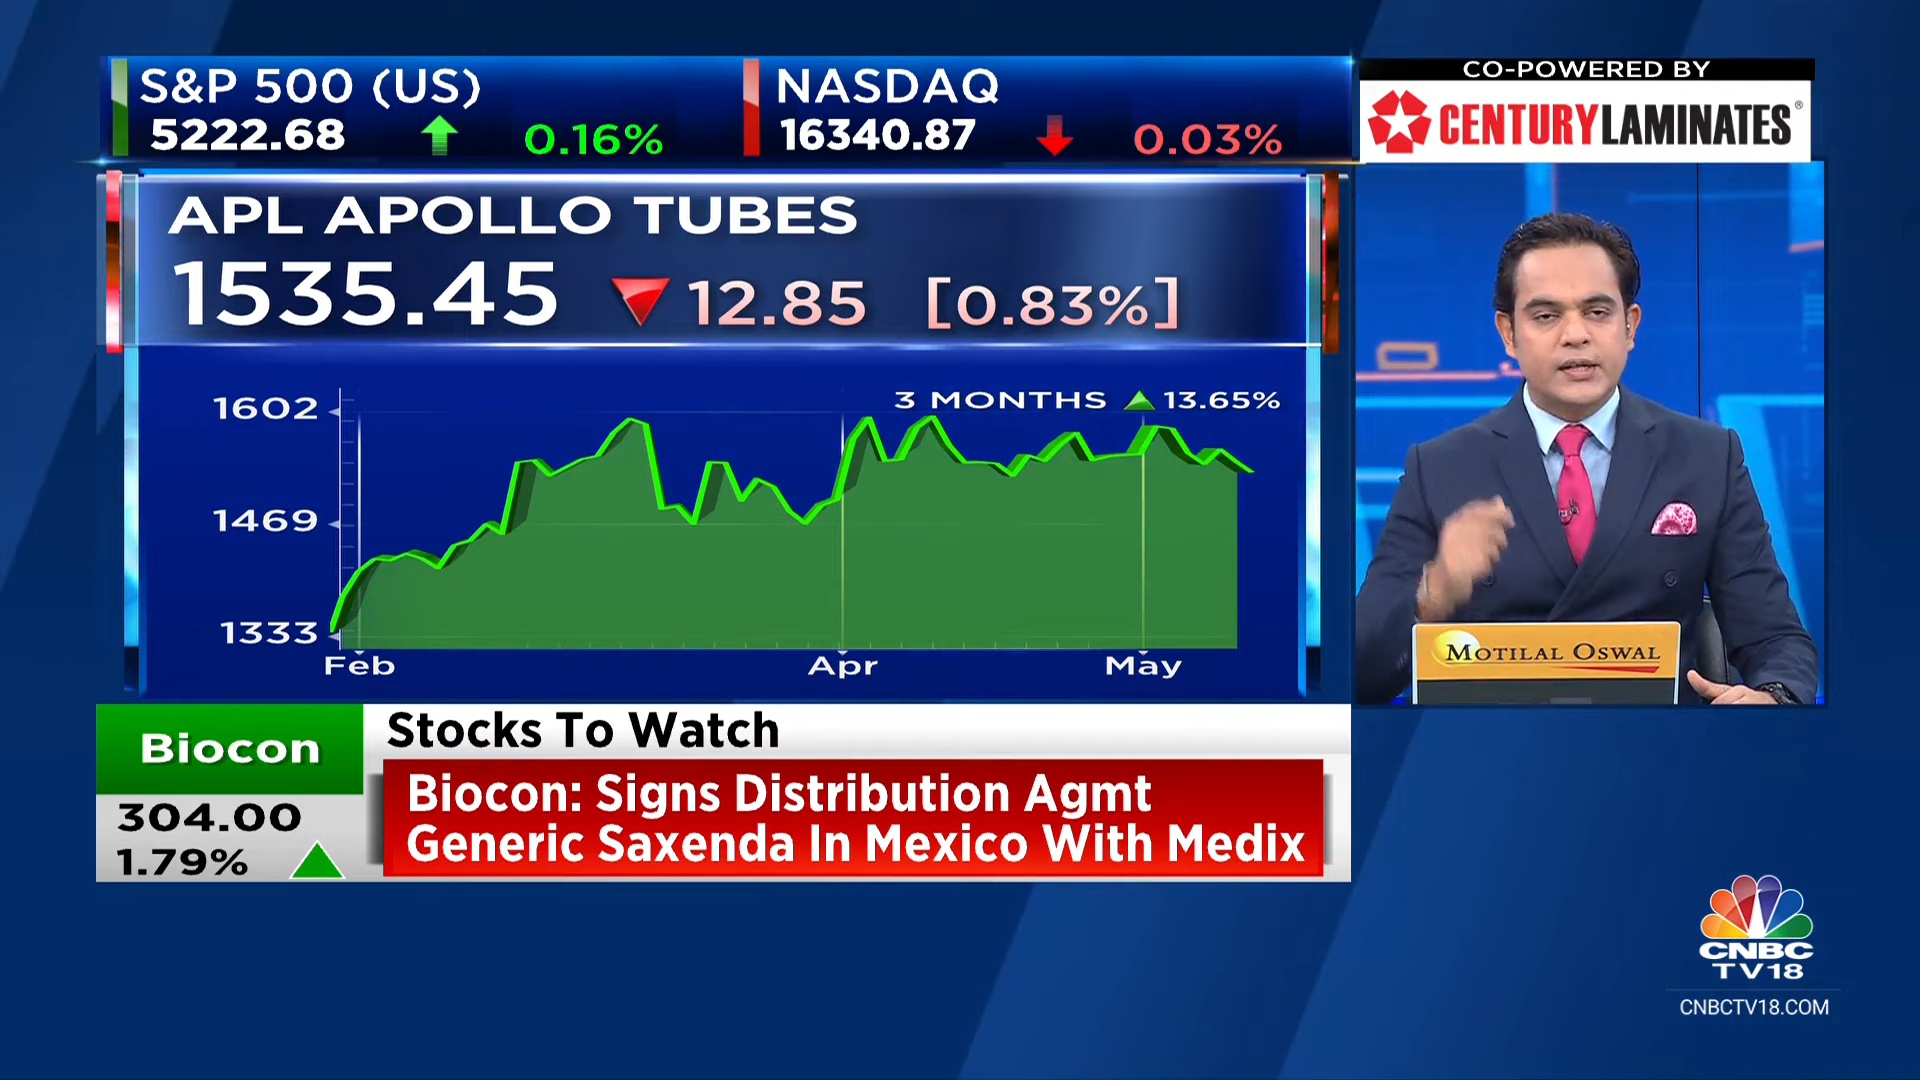 S&P 500 (US)
5222.68 0.16%
NASDAQ
16340.87 0.03%
CO-POWERED BY
CENTURYLAMINATES®
APL APOLLO TUBES
1535.45 12.85 [0.83%]
3 MONTHS 13.65%
1602
1469
1333
Feb Apr May
MOTILAL OSWAL
Biocon
304.00
1.79%
Stocks To Watch
Biocon: Signs Distribution Agmt
Generic Saxenda In Mexico With Medix
CNBC
TV18
CNBCTV18.COM